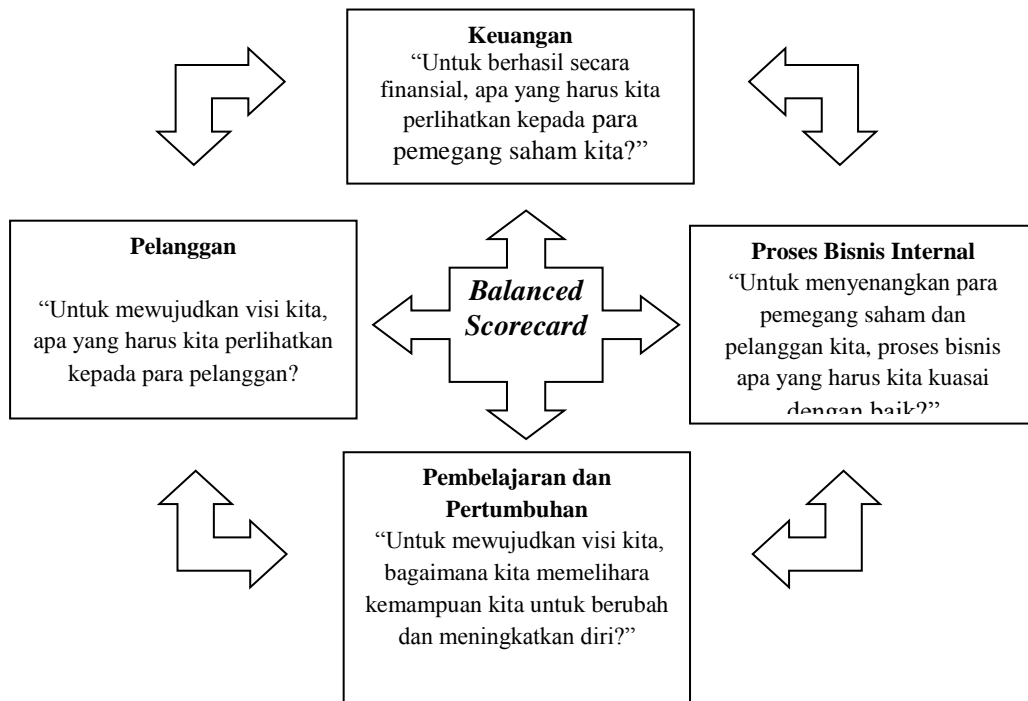 Keuangan
“Untuk berhasil secara
finansial, apa yang harus kita
perlihatkan kepada para
pemegang saham kita?”
Pelanggan
“Untuk mewujudkan visi kita,
apa yang harus kita perlihatkan
kepada para pelanggan?
Balanced
Scorecard
Proses Bisnis Internal
“Untuk menyenangkan para
pemegang saham dan
pelanggan kita, proses bisnis
apa yang harus kita kuasai
dengan baik?”
Pembelajaran dan
Pertumbuhan
“Untuk mewujudkan visi kita,
bagaimana kita memelihara
kemampuan kita untuk berubah
dan meningkatkan diri?”